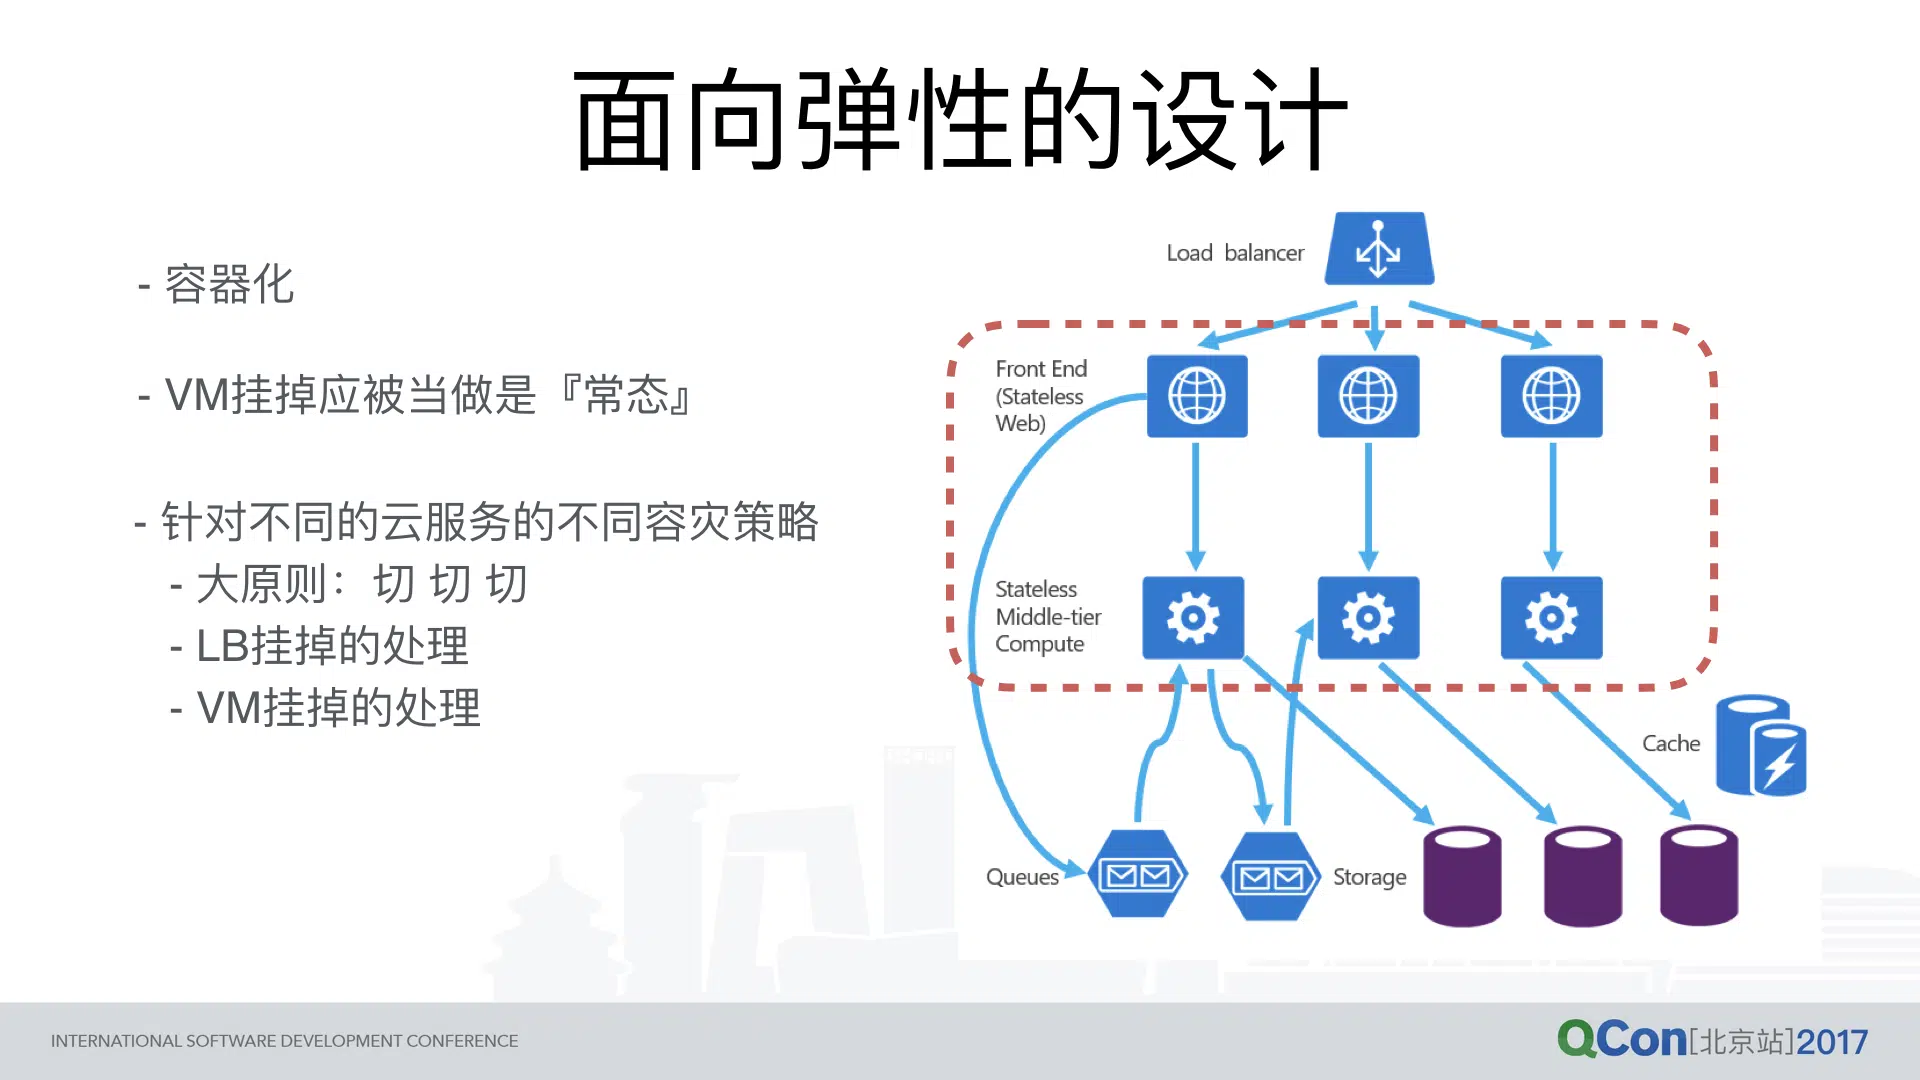 面向弹性的设计
- 容器化
- VM挂掉应被当做是『常态』
- 针对不同的云服务的不同容灾策略
- 大原则：切 切 切
- LB挂掉的处理
- VM挂掉的处理
Load balancer
Front End
(Stateless
Web)
Stateless
Middle-tier
Compute
Cache
Queues
Storage
INTERNATIONAL SOFTWARE DEVELOPMENT CONFERENCE
QCon[北京站]2017